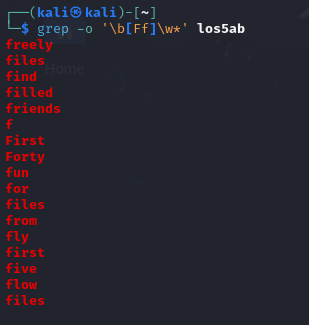 ┌──(kali㉿kali)-[~]
└─$ grep -o '\b[Ff]\w*' los5ab
freely
files
find
filled
friends
f
First
Forty
fun
for
files
from
fly
first
five
flow
files
Home